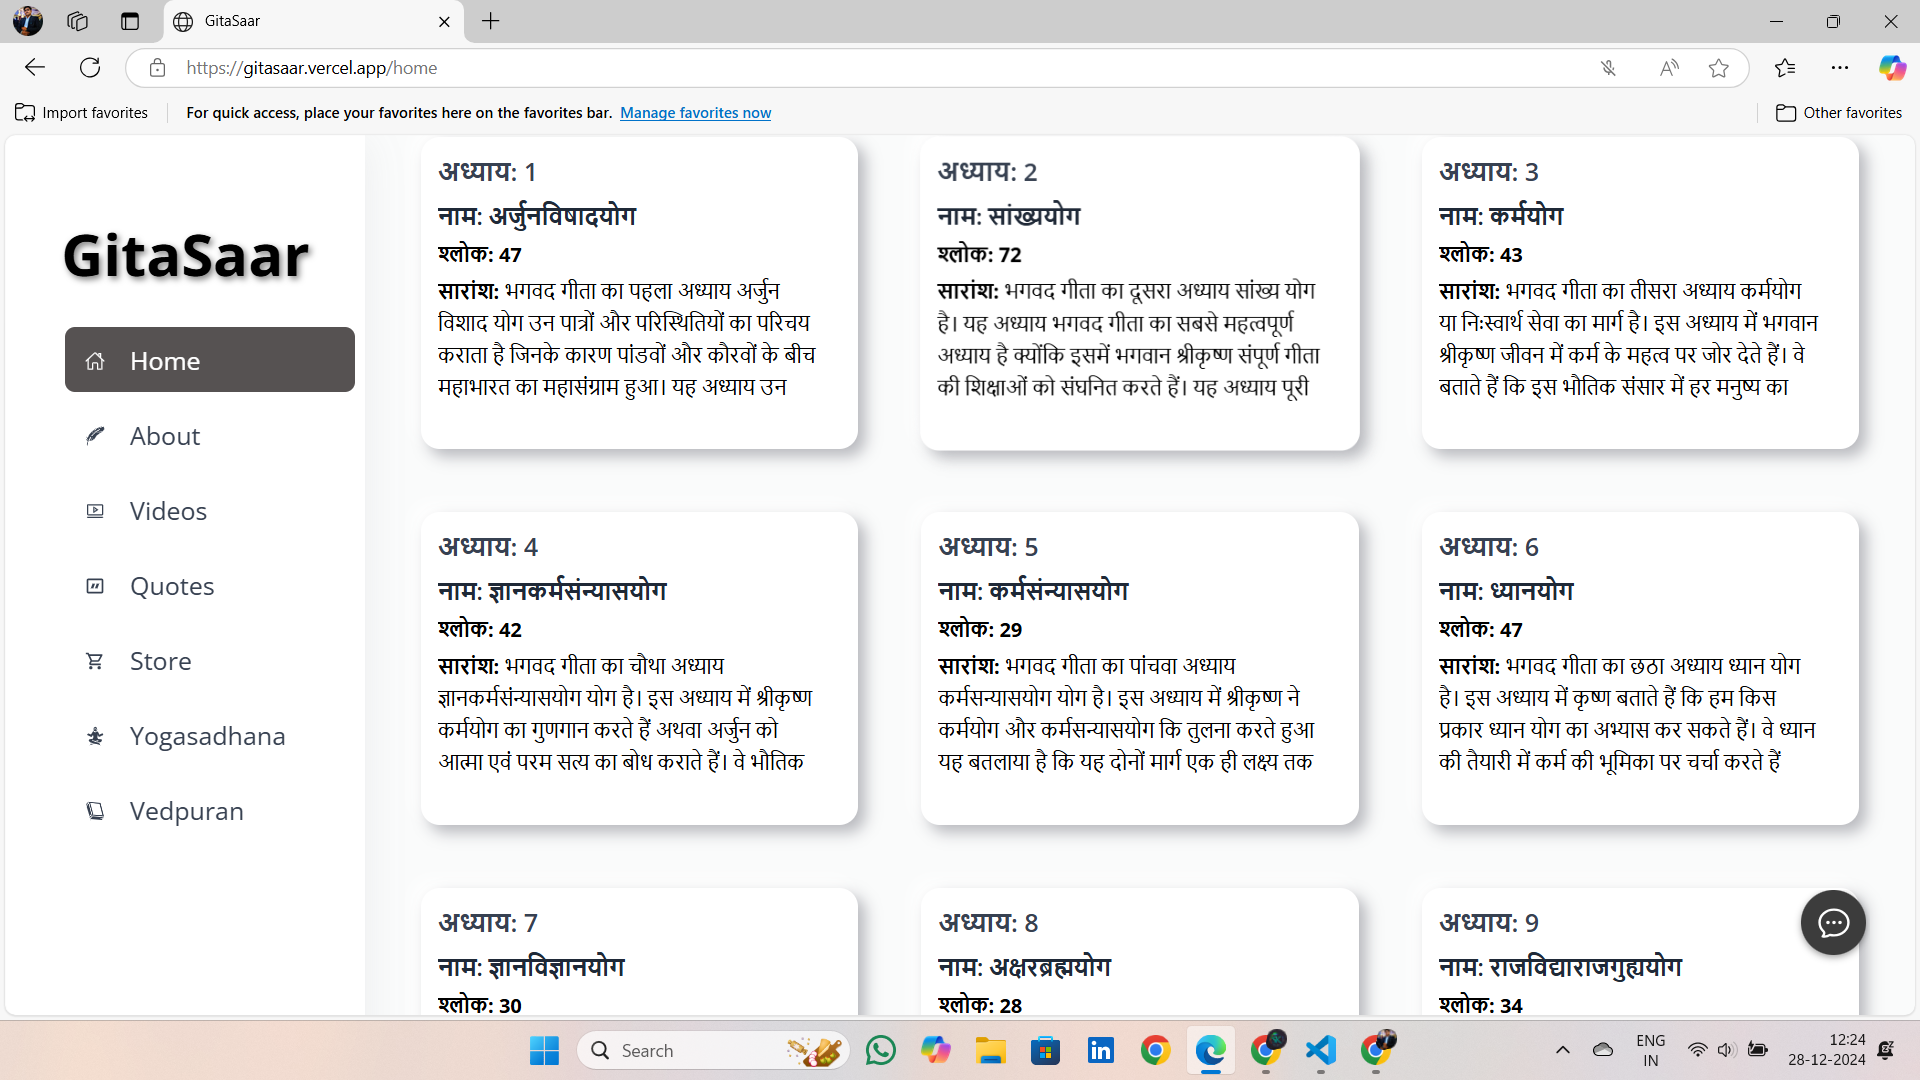 GitaSaar
https://gitasaar.vercel.app/home
Import favorites
For quick access, place your favorites here on the favorites bar. Manage favorites now
Other favorites
GitaSaar
Home
About
Videos
Quotes
Store
Yogasadhana
Vedpuran
अध्याय: 1
नाम: अर्जुनविषादयोग
श्लोक: 47
सारांश: भगवद गीता का पहला अध्याय अर्जुन
विशाद योग उन पात्रों और परिस्थितियों का परिचय
कराता है जिनके कारण पांडवों और कौरवों के बीच
महाभारत का महासंग्राम हुआ। यह अध्याय उन
अध्याय: 2
नाम: सांख्ययोग
श्लोक: 72
सारांश: भगवद गीता का दूसरा अध्याय सांख्य योग
है। यह अध्याय भगवद गीता का सबसे महत्वपूर्ण
अध्याय है क्योंकि इसमें भगवान श्रीकृष्ण संपूर्ण गीता
की शिक्षाओं को संघनित करते हैं। यह अध्याय पूरी
अध्याय: 3
नाम: कर्मयोग
श्लोक: 43
सारांश: भगवद गीता का तीसरा अध्याय कर्मयोग
या निःस्वार्थ सेवा का मार्ग है। इस अध्याय में भगवान
श्रीकृष्ण जीवन में कर्म के महत्व पर जोर देते हैं। वे
बताते हैं कि इस भौतिक संसार में हर मनुष्य का
अध्याय: 4
नाम: ज्ञानकर्मसंन्यासयोग
श्लोक: 42
सारांश: भगवद गीता का चौथा अध्याय
ज्ञानकर्मसंन्यासयोग योग है। इस अध्याय में श्रीकृष्ण
कर्मयोग का गुणगान करते हैं अथवा अर्जुन को
आत्मा एवं परम सत्य का बोध कराते हैं। वे भौतिक
अध्याय: 5
नाम: कर्मसंन्यासयोग
श्लोक: 29
सारांश: भगवद गीता का पांचवा अध्याय
कर्मसन्यासयोग योग है। इस अध्याय में श्रीकृष्ण ने
कर्मयोग और कर्मसन्यासयोग कि तुलना करते हुआ
यह बतलाया है कि यह दोनों मार्ग एक ही लक्ष्य तक
अध्याय: 6
नाम: ध्यानयोग
श्लोक: 47
सारांश: भगवद गीता का छठा अध्याय ध्यान योग
है। इस अध्याय में कृष्ण बताते हैं कि हम किस
प्रकार ध्यान योग का अभ्यास कर सकते हैं। वे ध्यान
की तैयारी में कर्म की भूमिका पर चर्चा करते हैं
अध्याय: 7
नाम: ज्ञानविज्ञानयोग
श्लोक: 30
अध्याय: 8
नाम: अक्षरब्रह्मयोग
श्लोक: 28
अध्याय: 9
नाम: राजविद्याराजगुह्ययोग
श्लोक: 34
Search
ENG
IN
12:24
28-12-2024